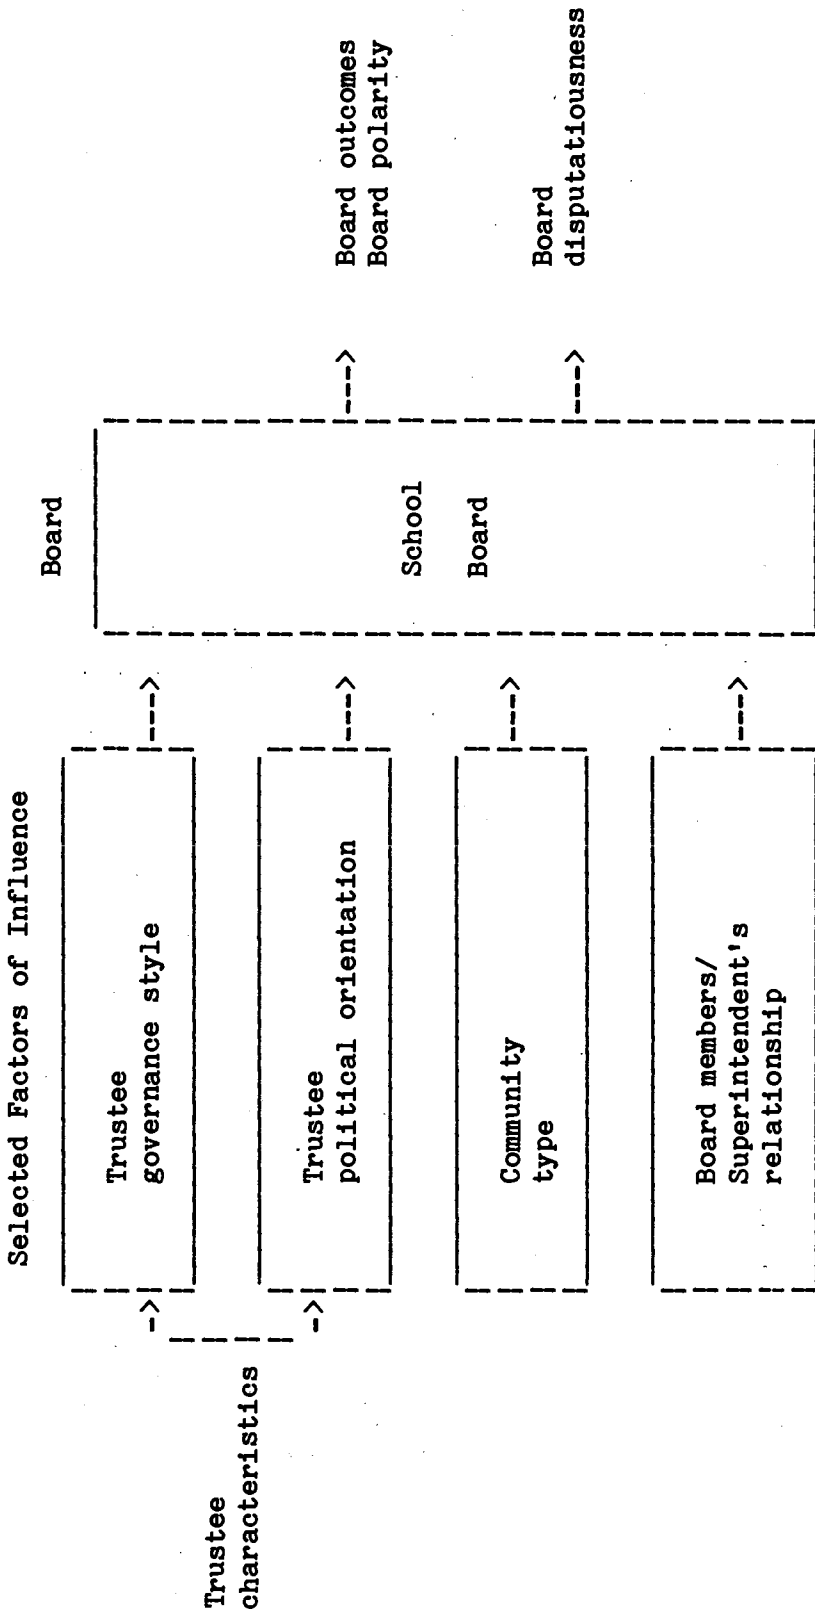 Selected Factors of Influence
Board
Trustee
characteristics
Trustee
governance style
Trustee
political orientation
Community
type
Board members/
Superintendent's
relationship
School
Board
Board outcomes
Board polarity
Board
disputatiousness